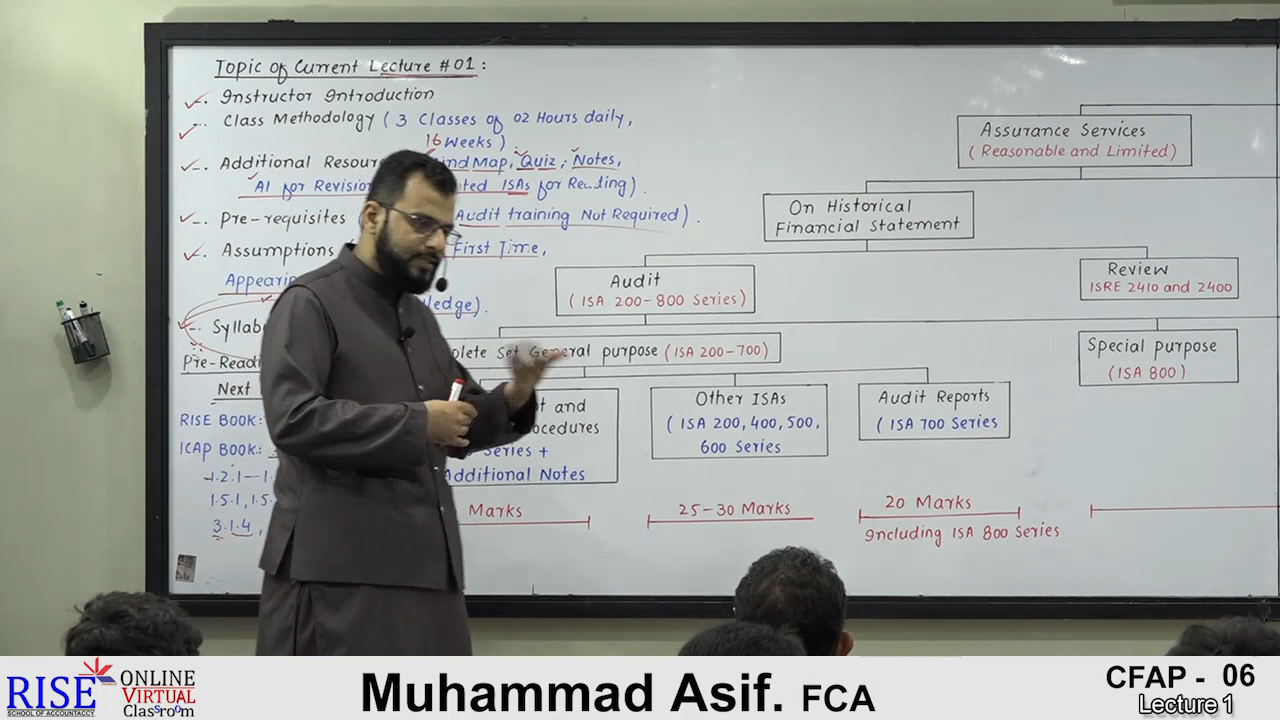 Topic of Current Lecture #01:
-. Instructor Introduction
-. Class Methodology (3 Classes of 02 Hours daily,
16 Weeks)
-. Additional Resour Mind Map, Quiz, Notes,
AI for Revision ted ISAs for Reading).
-. Pre-requisites Audit training Not Required).
-. Assumptions First Time,
Appearin ledge).
-. Syllab
Pre-Readi
Next
RISE BOOK:
ICAP BOOK:
1.2.1 - 1.
1.5.1, 1.5.
3.1.4,
Assurance Services
(Reasonable and Limited)
On Historical
Financial Statement
Audit
(ISA 200-800 Series)
Review
ISRE 2410 and 2400
plete Set General purpose (ISA 200-700)
Special purpose
(ISA 800)
t and
ocedures
Series +
Additional Notes
Other ISAs
(ISA 200, 400, 500,
600 Series
Audit Reports
(ISA 700 Series
Marks
25-30 Marks
20 Marks
Including ISA 800 Series
RISE
SCHOOL OF ACCOUNTANCY
ONLINE
VIRTUAL
Classroom
Muhammad Asif. FCA
CFAP - 06
Lecture 1